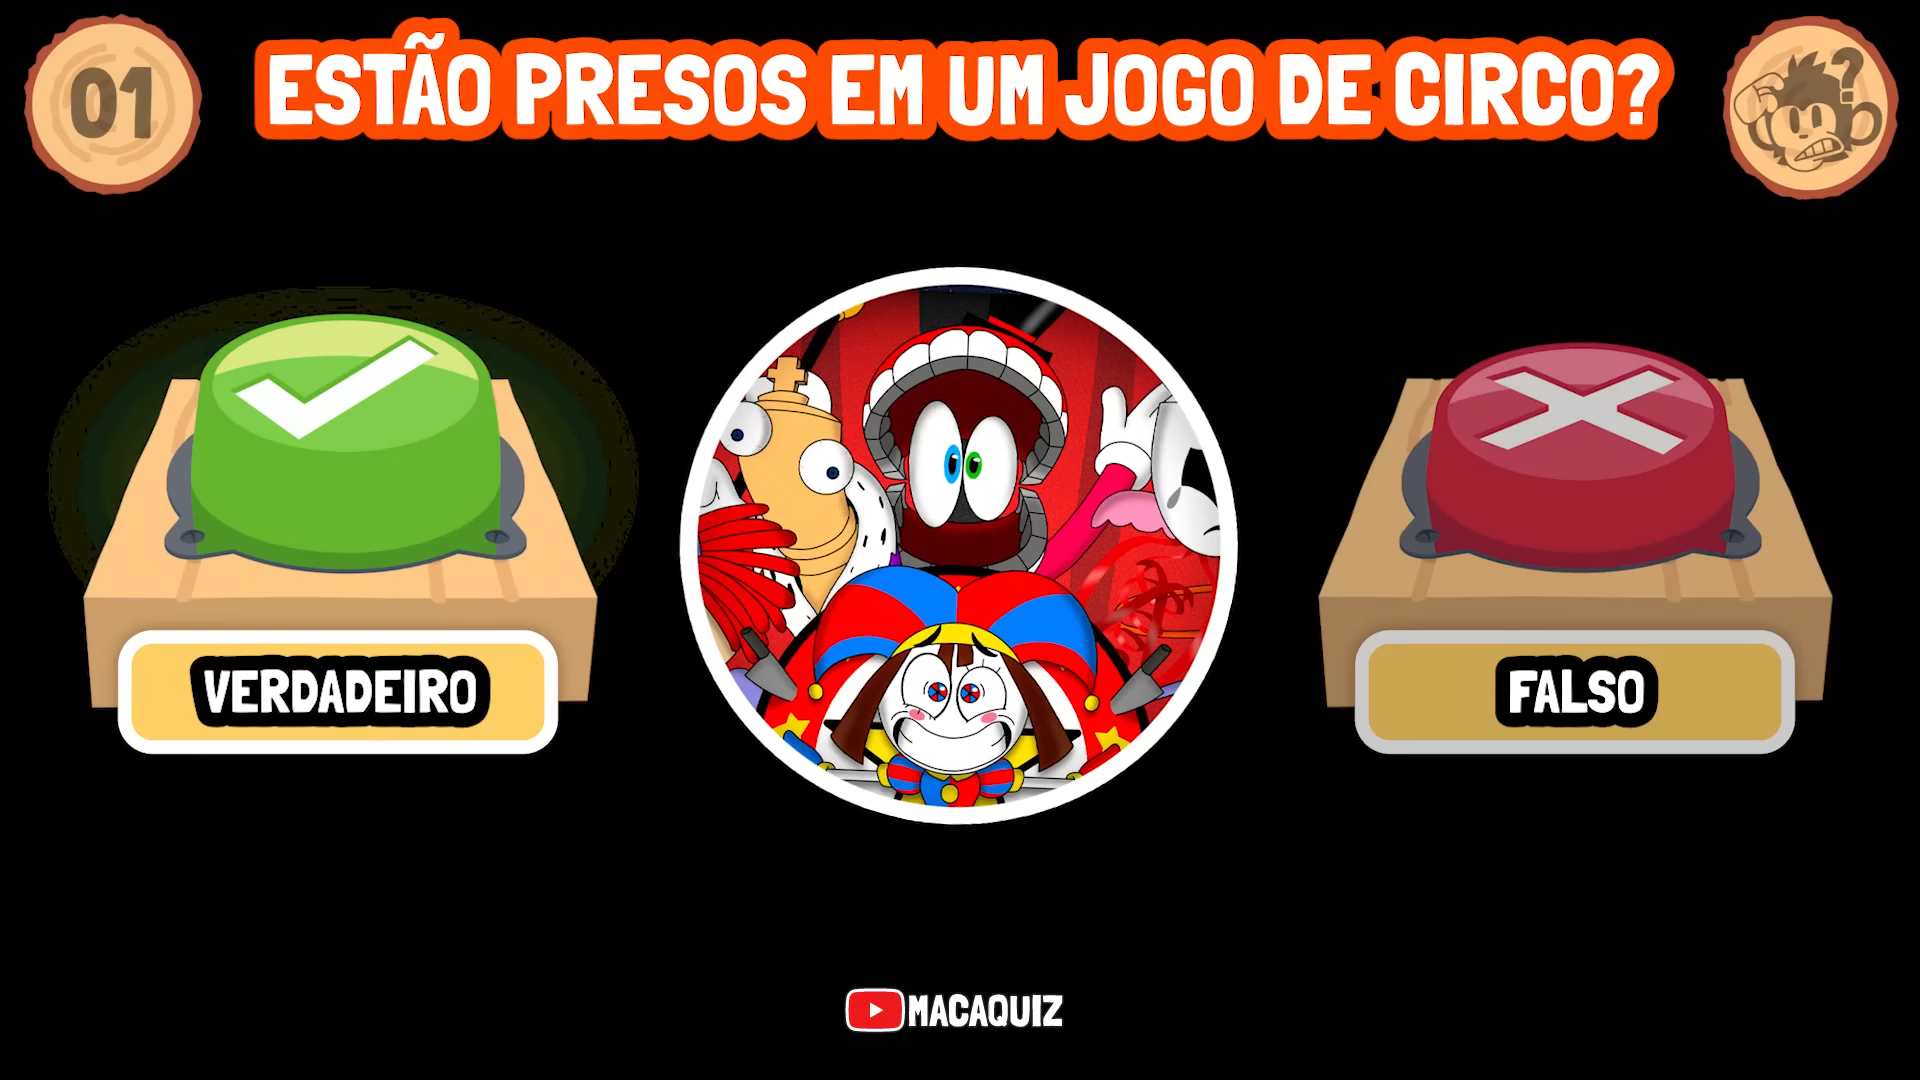 01
ESTÃO PRESOS EM UM JOGO DE CIRCO?
?
VERDADEIRO
FALSO
MACAQUIZ